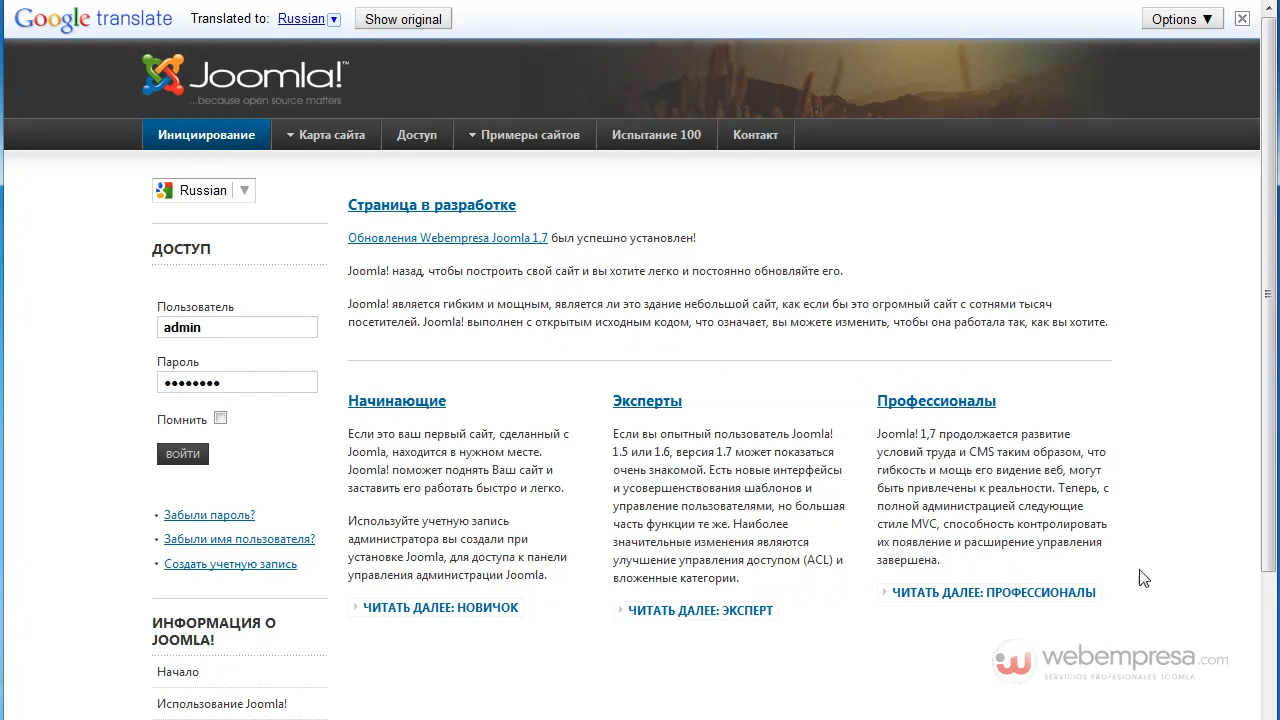 Google translate Translated to: Russian ▼ Show original Options ▼
Joomla!™
...because open source matters
Инициирование Карта сайта Доступ Примеры сайтов Испытание 100 Контакт
Russian ▼
ДОСТУП
Пользователь
admin
Пароль
••••••••
Помнить
ВОЙТИ
• Забыли пароль?
• Забыли имя пользователя?
• Создать учетную запись
ИНФОРМАЦИЯ О
JOOMLA!
Начало
Использование Joomla!
Страница в разработке
Обновления Webempresa Joomla 1,7 был успешно установлен!
Joomla! назад, чтобы построить свой сайт и вы хотите легко и постоянно обновляйте его.
Joomla! является гибким и мощным, является ли это здание небольшой сайт, как если бы это огромный сайт с сотнями тысяч
посетителей. Joomla! выполнен с открытым исходным кодом, что означает, вы можете изменить, чтобы она работала так, как вы хотите.
Начинающие
Если это ваш первый сайт, сделанный с
Joomla, находится в нужном месте.
Joomla! поможет поднять Ваш сайт и
заставить его работать быстро и легко.
Используйте учетную запись
администратора вы создали при
установке Joomla, для доступа к панели
управления администрации Joomla.
ЧИТАТЬ ДАЛЕЕ: НОВИЧОК
Эксперты
Если вы опытный пользователь Joomla!
1.5 или 1.6, версия 1.7 может показаться
очень знакомой. Есть новые интерфейсы
и усовершенствования шаблонов и
управление пользователями, но большая
часть функции те же. Наиболее
значительные изменения являются
улучшение управления доступом (ACL) и
вложенные категории.
ЧИТАТЬ ДАЛЕЕ: ЭКСПЕРТ
Профессионалы
Joomla! 1,7 продолжается развитие
условий труда и CMS таким образом, что
гибкость и мощь его видение веб, могут
быть привлечены к реальности. Теперь, с
полной администрацией следующие
стиле MVC, способность контролировать
их появление и расширение управления
завершена.
ЧИТАТЬ ДАЛЕЕ: ПРОФЕССИОНАЛЫ
webempresa.com
SERVICIOS PROFESIONALES JOOMLA